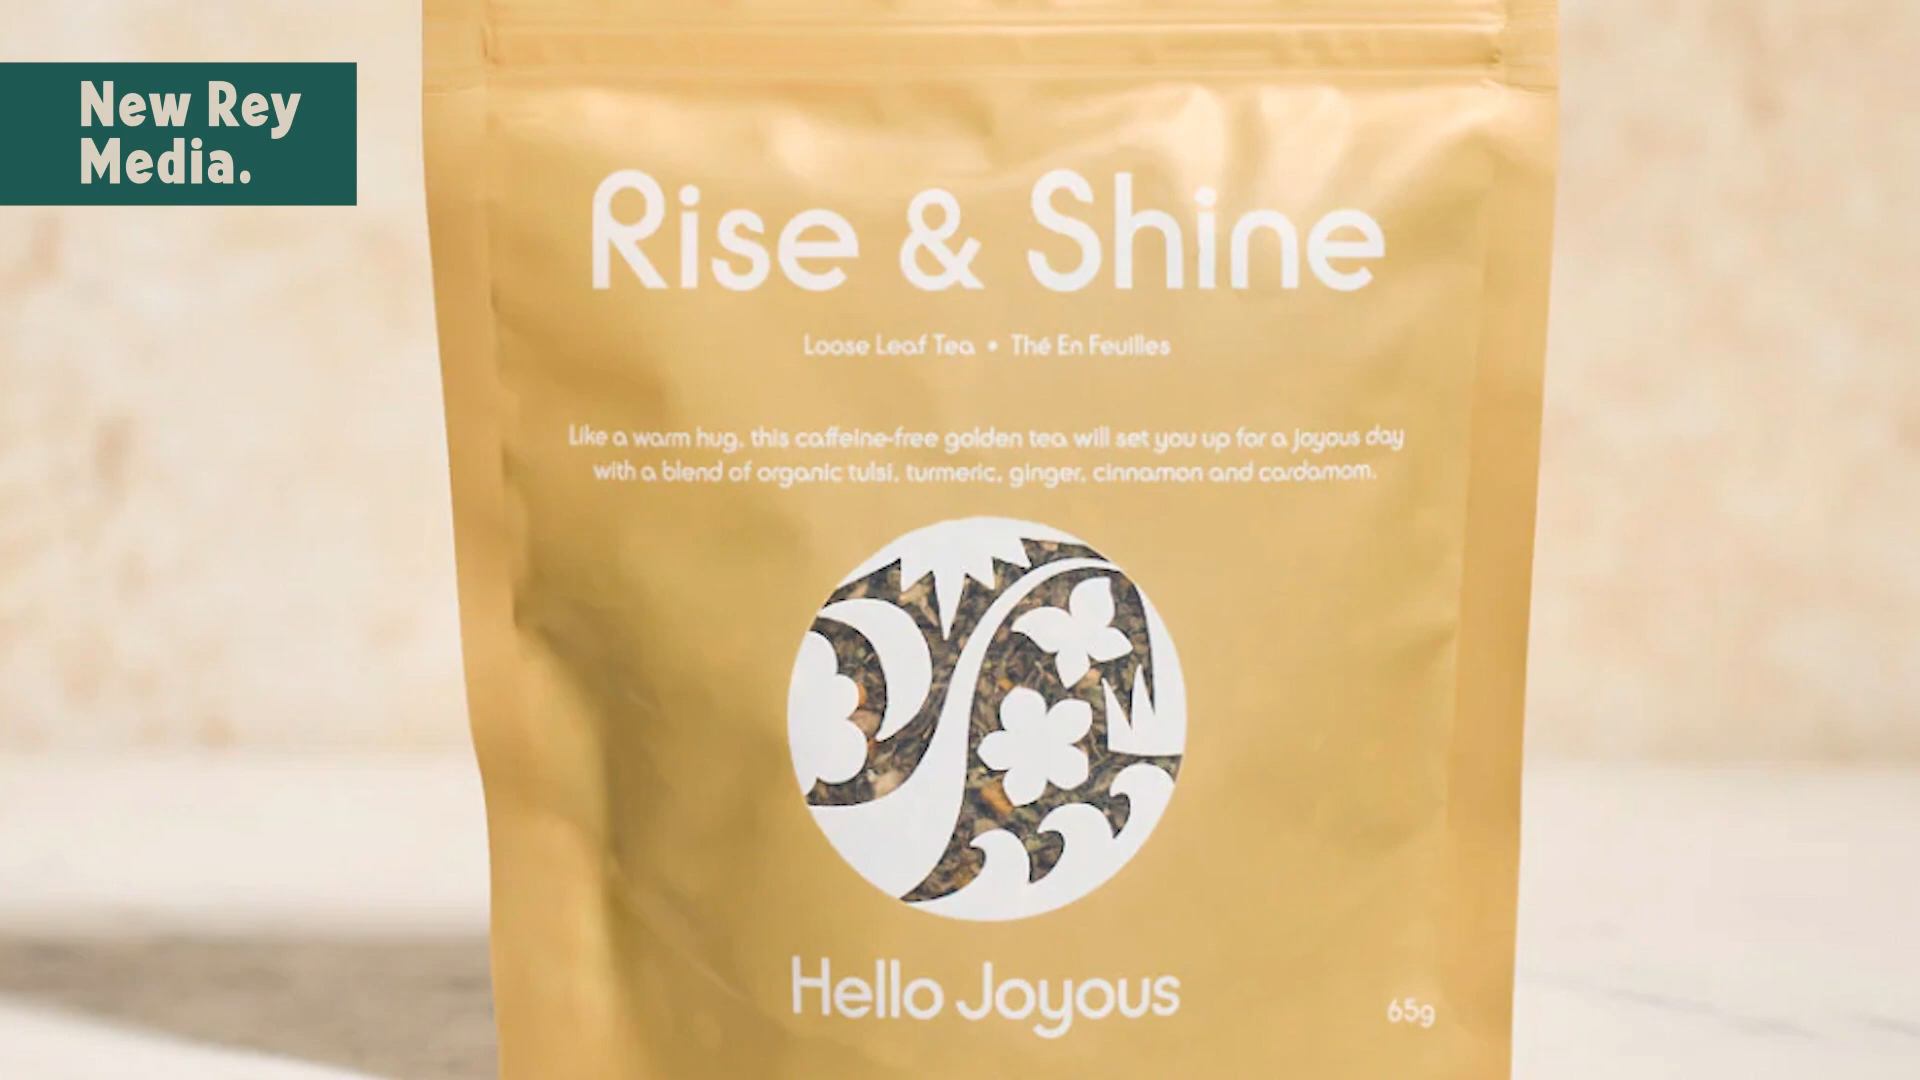 New Rey
Media.
Rise & Shine
Loose Leaf Tea • Thé En Feuilles
Like a warm hug, this caffeine-free golden tea will set you up for a joyous day
with a blend of organic tulsi, turmeric, ginger, cinnamon and cardamom.
Hello Joyous
65g